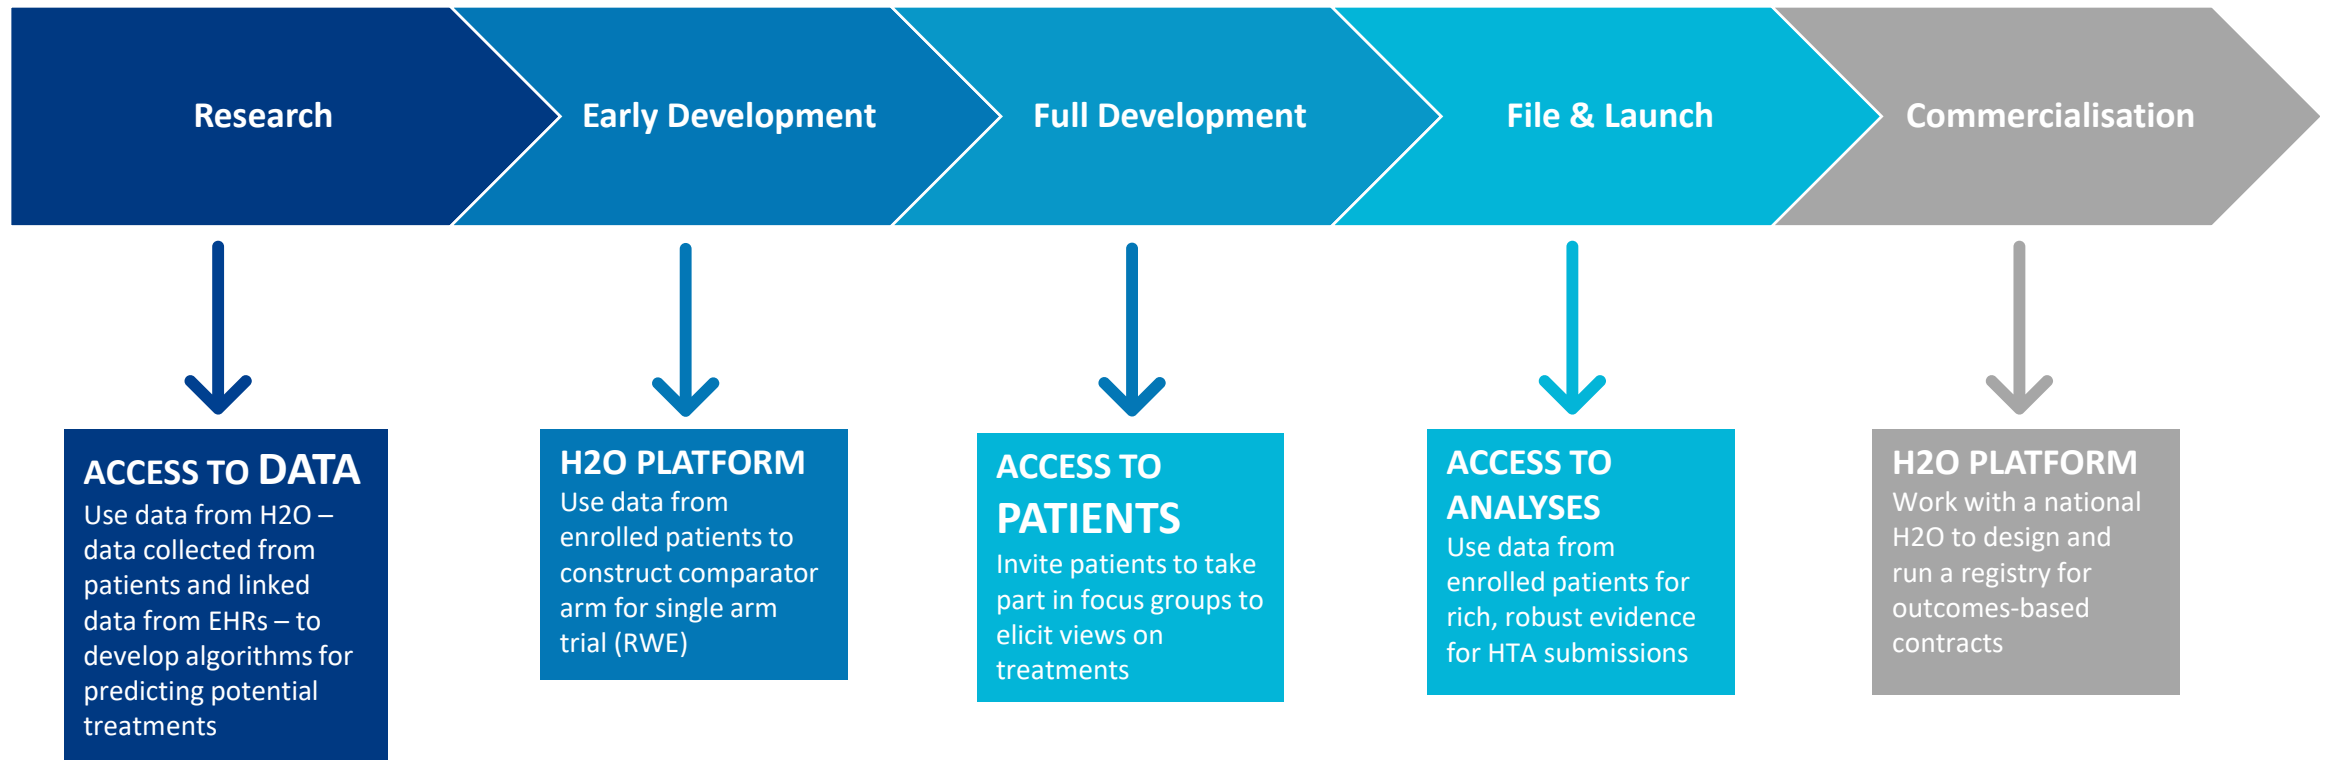 Research
Early Development
Full Development
File & Launch
Commercialisation
ACCESS TO DATA
Use data from H2O –
data collected from
patients and linked
data from EHRs – to
develop algorithms for
predicting potential
treatments
H2O PLATFORM
Use data from
enrolled patients to
construct comparator
arm for single arm
trial (RWE)
ACCESS TO
PATIENTS
Invite patients to take
part in focus groups to
elicit views on
treatments
ACCESS TO
ANALYSES
Use data from
enrolled patients for
rich, robust evidence
for HTA submissions
H2O PLATFORM
Work with a national
H2O to design and
run a registry for
outcomes-based
contracts